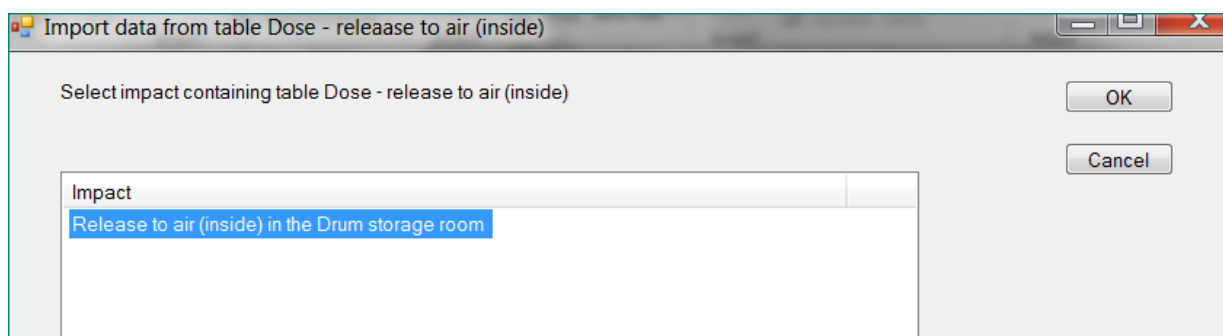 Import data from table Dose - releaase to air (inside)
Select impact containing table Dose - release to air (inside)
OK
Cancel
Impact
Release to air (inside) in the Drum storage room